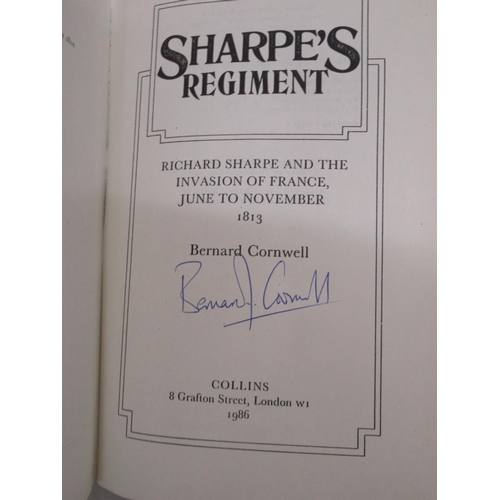 SHARPE'S
REGIMENT
RICHARD SHARPE AND THE
INVASION OF FRANCE,
JUNE TO NOVEMBER
1813
Bernard Cornwell
Bernard Cornwell
COLLINS
8 Grafton Street, London W1
1986